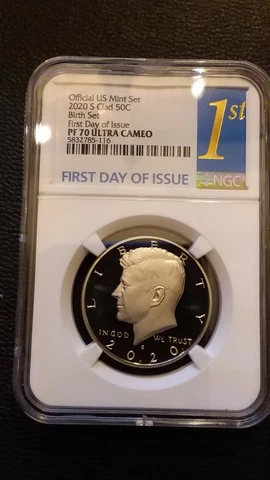 Official US Mint Set
2020 S Clad 50C
Birth Set
First Day of Issue
PF 70 ULTRA CAMEO
5832785-116
1st
FIRST DAY OF ISSUE
NGC
LIBERTY
IN GOD WE TRUST
S
2020